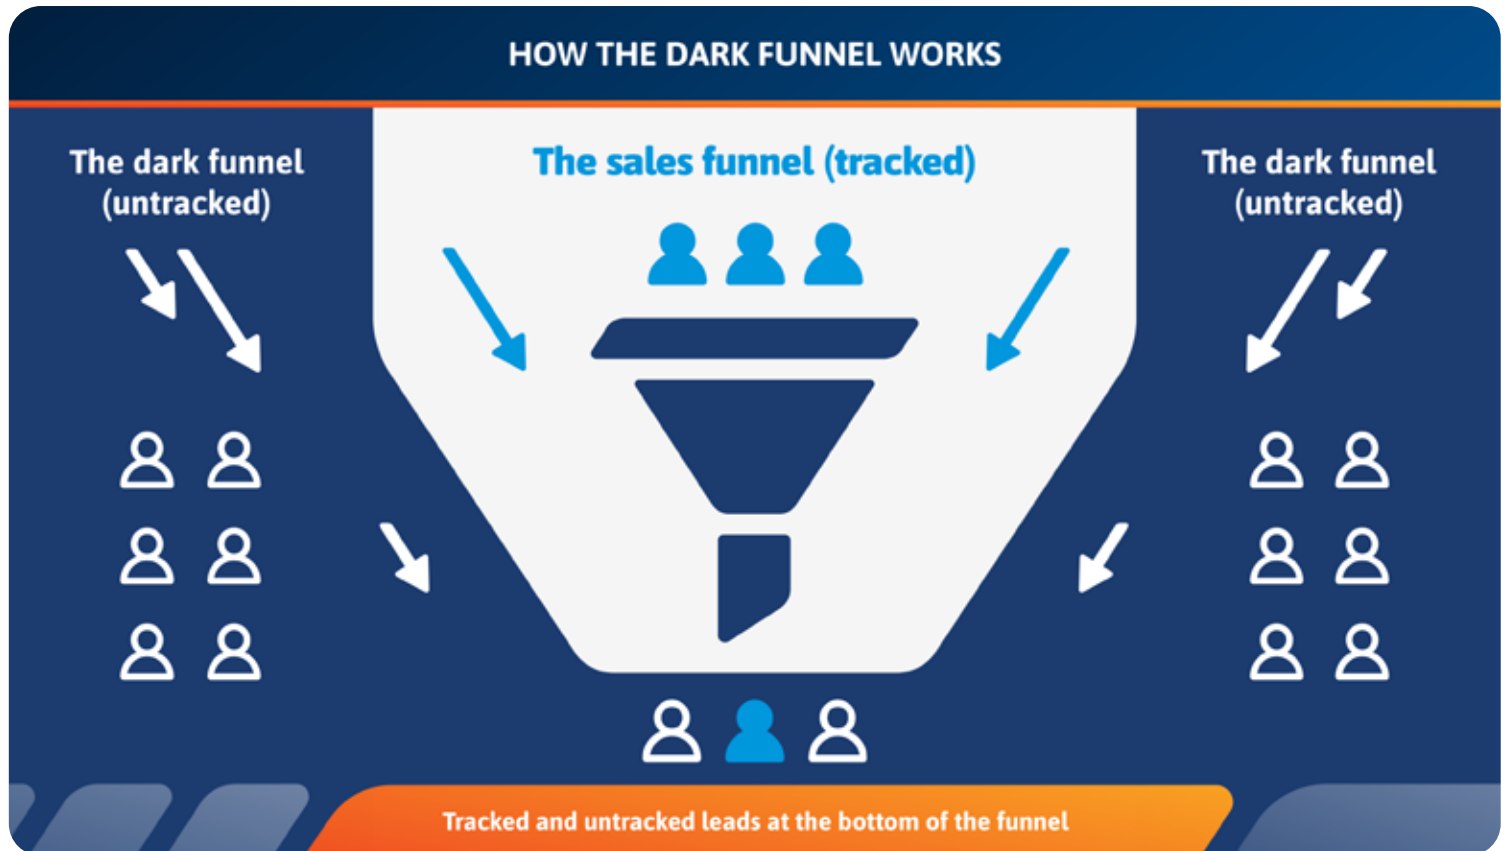 HOW THE DARK FUNNEL WORKS
The dark funnel
(untracked)
The sales funnel (tracked)
The dark funnel
(untracked)
Tracked and untracked leads at the bottom of the funnel